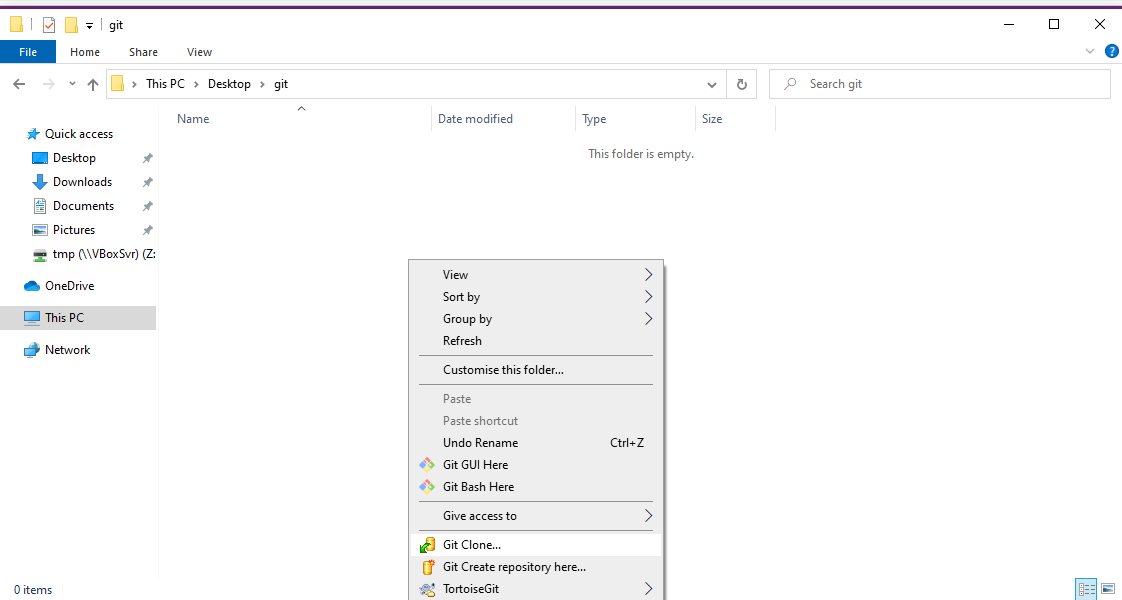 git
File Home Share View
This PC Desktop git
Search git
Name Date modified Type Size
This folder is empty.
Quick access
Desktop
Downloads
Documents
Pictures
tmp (\\VBoxSvr) (Z:
OneDrive
This PC
Network
View
Sort by
Group by
Refresh
Customise this folder...
Paste
Paste shortcut
Undo Rename Ctrl+Z
Git GUI Here
Git Bash Here
Give access to
Git Clone...
Git Create repository here...
TortoiseGit
0 items